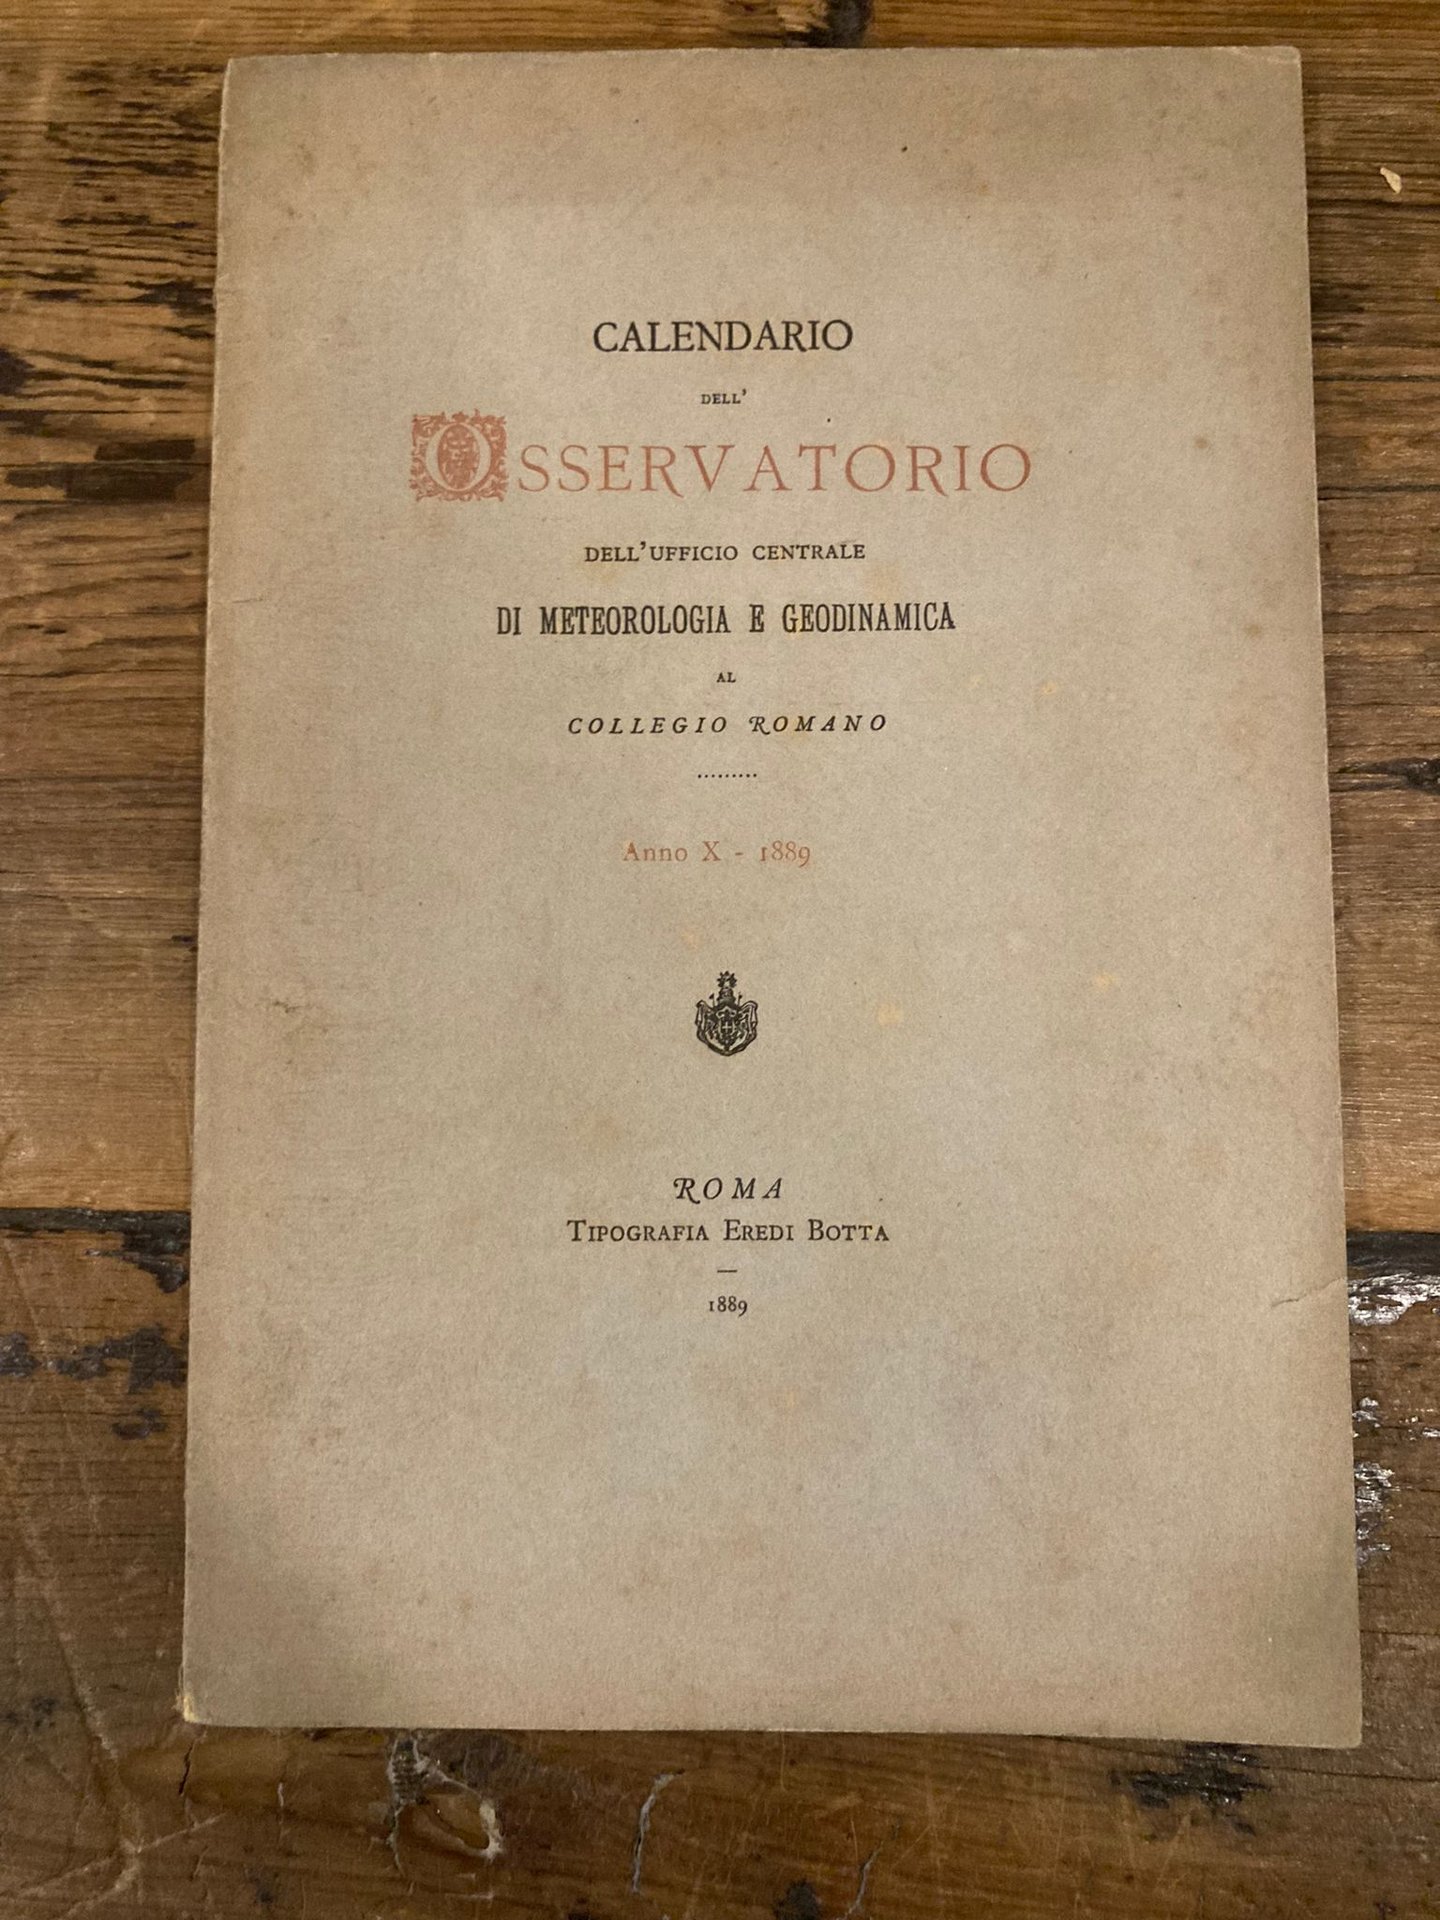 CALENDARIO
DELL'
OSSERVATORIO
DELL'UFFICIO CENTRALE
DI METEOROLOGIA E GEODINAMICA
AL
COLLEGIO ROMANO
.........
Anno X - 1889
ROMA
TIPOGRAFIA EREDI BOTTA
—
1889